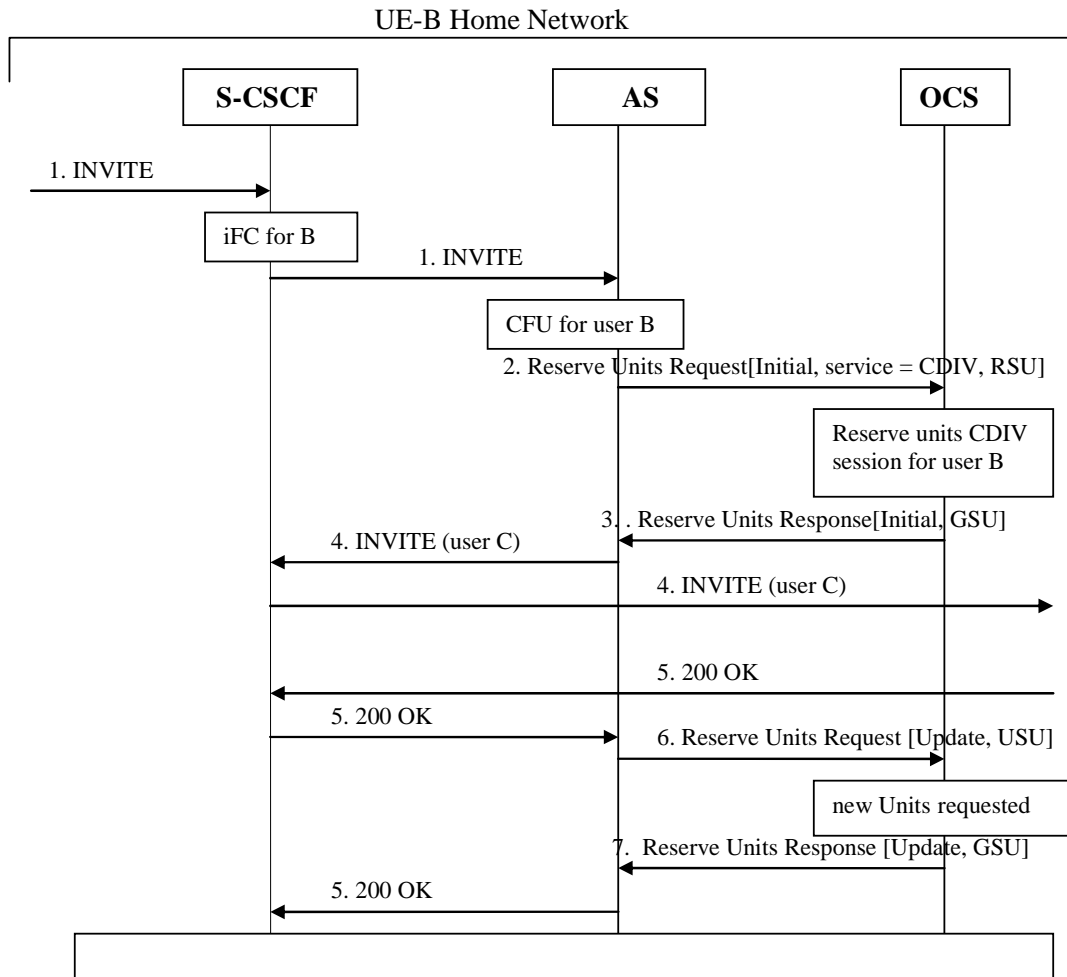 UE-B Home Network
S-CSCF
AS
OCS
1. INVITE
iFC for B
1. INVITE
CFU for user B
2. Reserve Units Request[Initial, service = CDIV, RSU]
Reserve units CDIV
session for user B
3. . Reserve Units Response[Initial, GSU]
4. INVITE (user C)
4. INVITE (user C)
5. 200 OK
5. 200 OK
6. Reserve Units Request [Update, USU]
new Units requested
7. Reserve Units Response [Update, GSU]
5. 200 OK